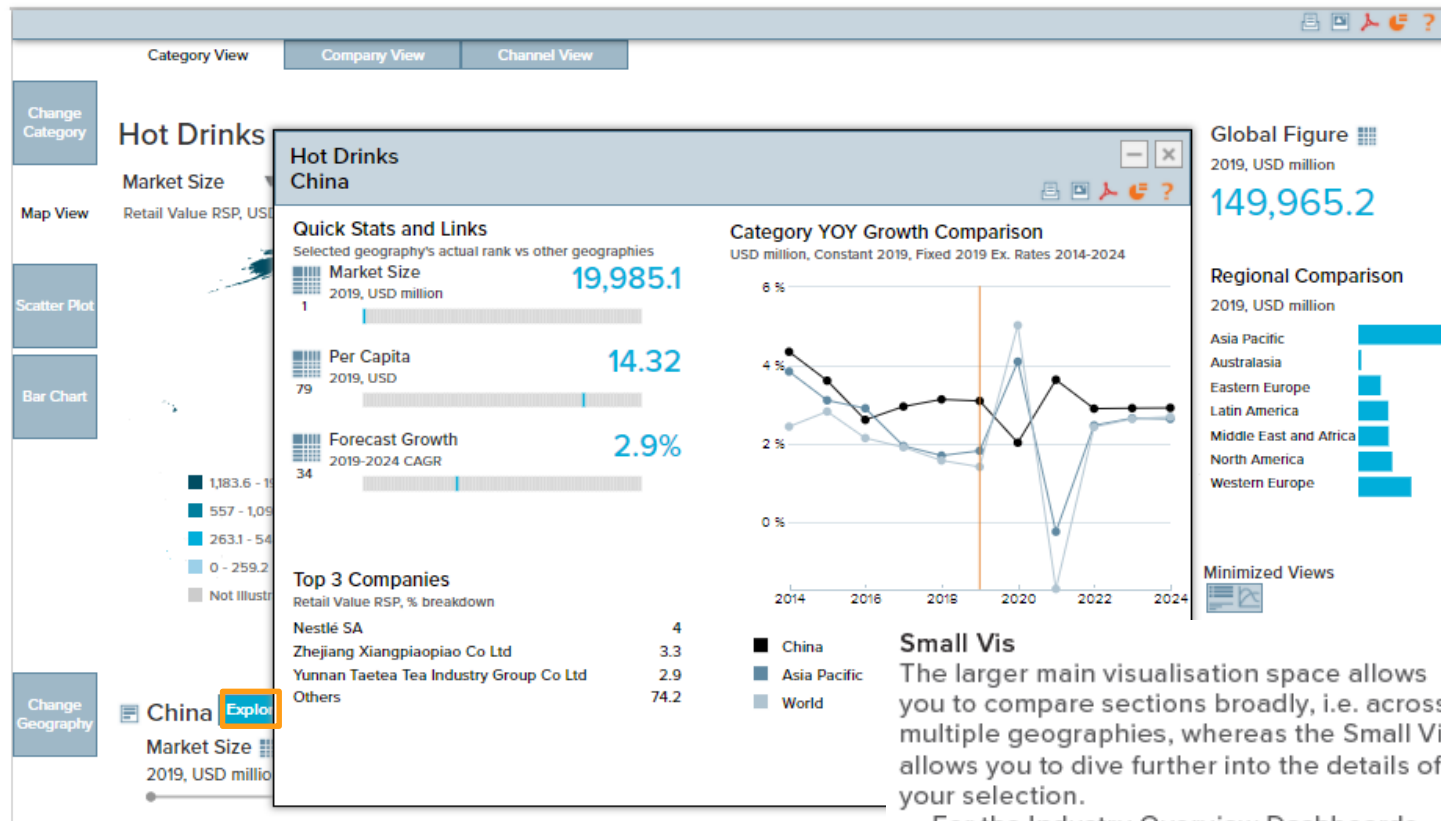 Category View
Company View
Channel View
Change
Category
Map View
Scatter Plot
Bar Chart
Change
Geography
Hot Drinks
Market Size
Retail Value RSP,
1,183.6 -
557 -
263.1 -
0 - 259.2
Not
China
Market Size
2019, USD
Hot Drinks
China
?
Quick Stats and Links
Selected geography's actual rank vs other geographies
Market Size
19,985.1
2019, USD million
1
Per Capita
14.32
2019, USD
79
Forecast Growth
2.9%
2019-2024 CAGR
34
Top 3 Companies
Retail Value RSP, % breakdown
Nestlé SA 4
Zhejiang Xiangpiaopiao Co Ltd 3.3
Yunnan Taetea Tea Industry Group Co Ltd 2.9
Others 74.2
Category YOY Growth Comparison
USD million, Constant 2019, Fixed 2019 Ex. Rates 2014-2024
6 %
4 %
2 %
0 %
2014 2016 2018 2020 2022 2024
China
Asia Pacific
World
?
Global Figure
2019, USD million
149,965.2
Regional Comparison
2019, USD million
Asia Pacific
Australasia
Eastern Europe
Latin America
Middle East and Africa
North America
Western Europe
Minimized Views
Small Vis
The larger main visualisation space allows
you to compare sections broadly, i.e. across
multiple geographies, whereas the Small
allows you to dive further into the details of
your selection.
For the Industry Overview Dashboards